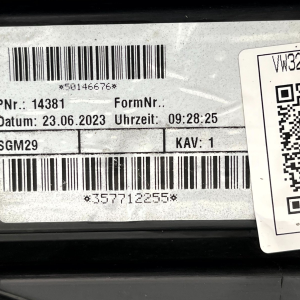 *50146676*
PNr.: 14381 FormNr.:
Datum: 23.06.2023 Uhrzeit: 09:28:25
SGM29 KAV: 1
*357712255*
VW32